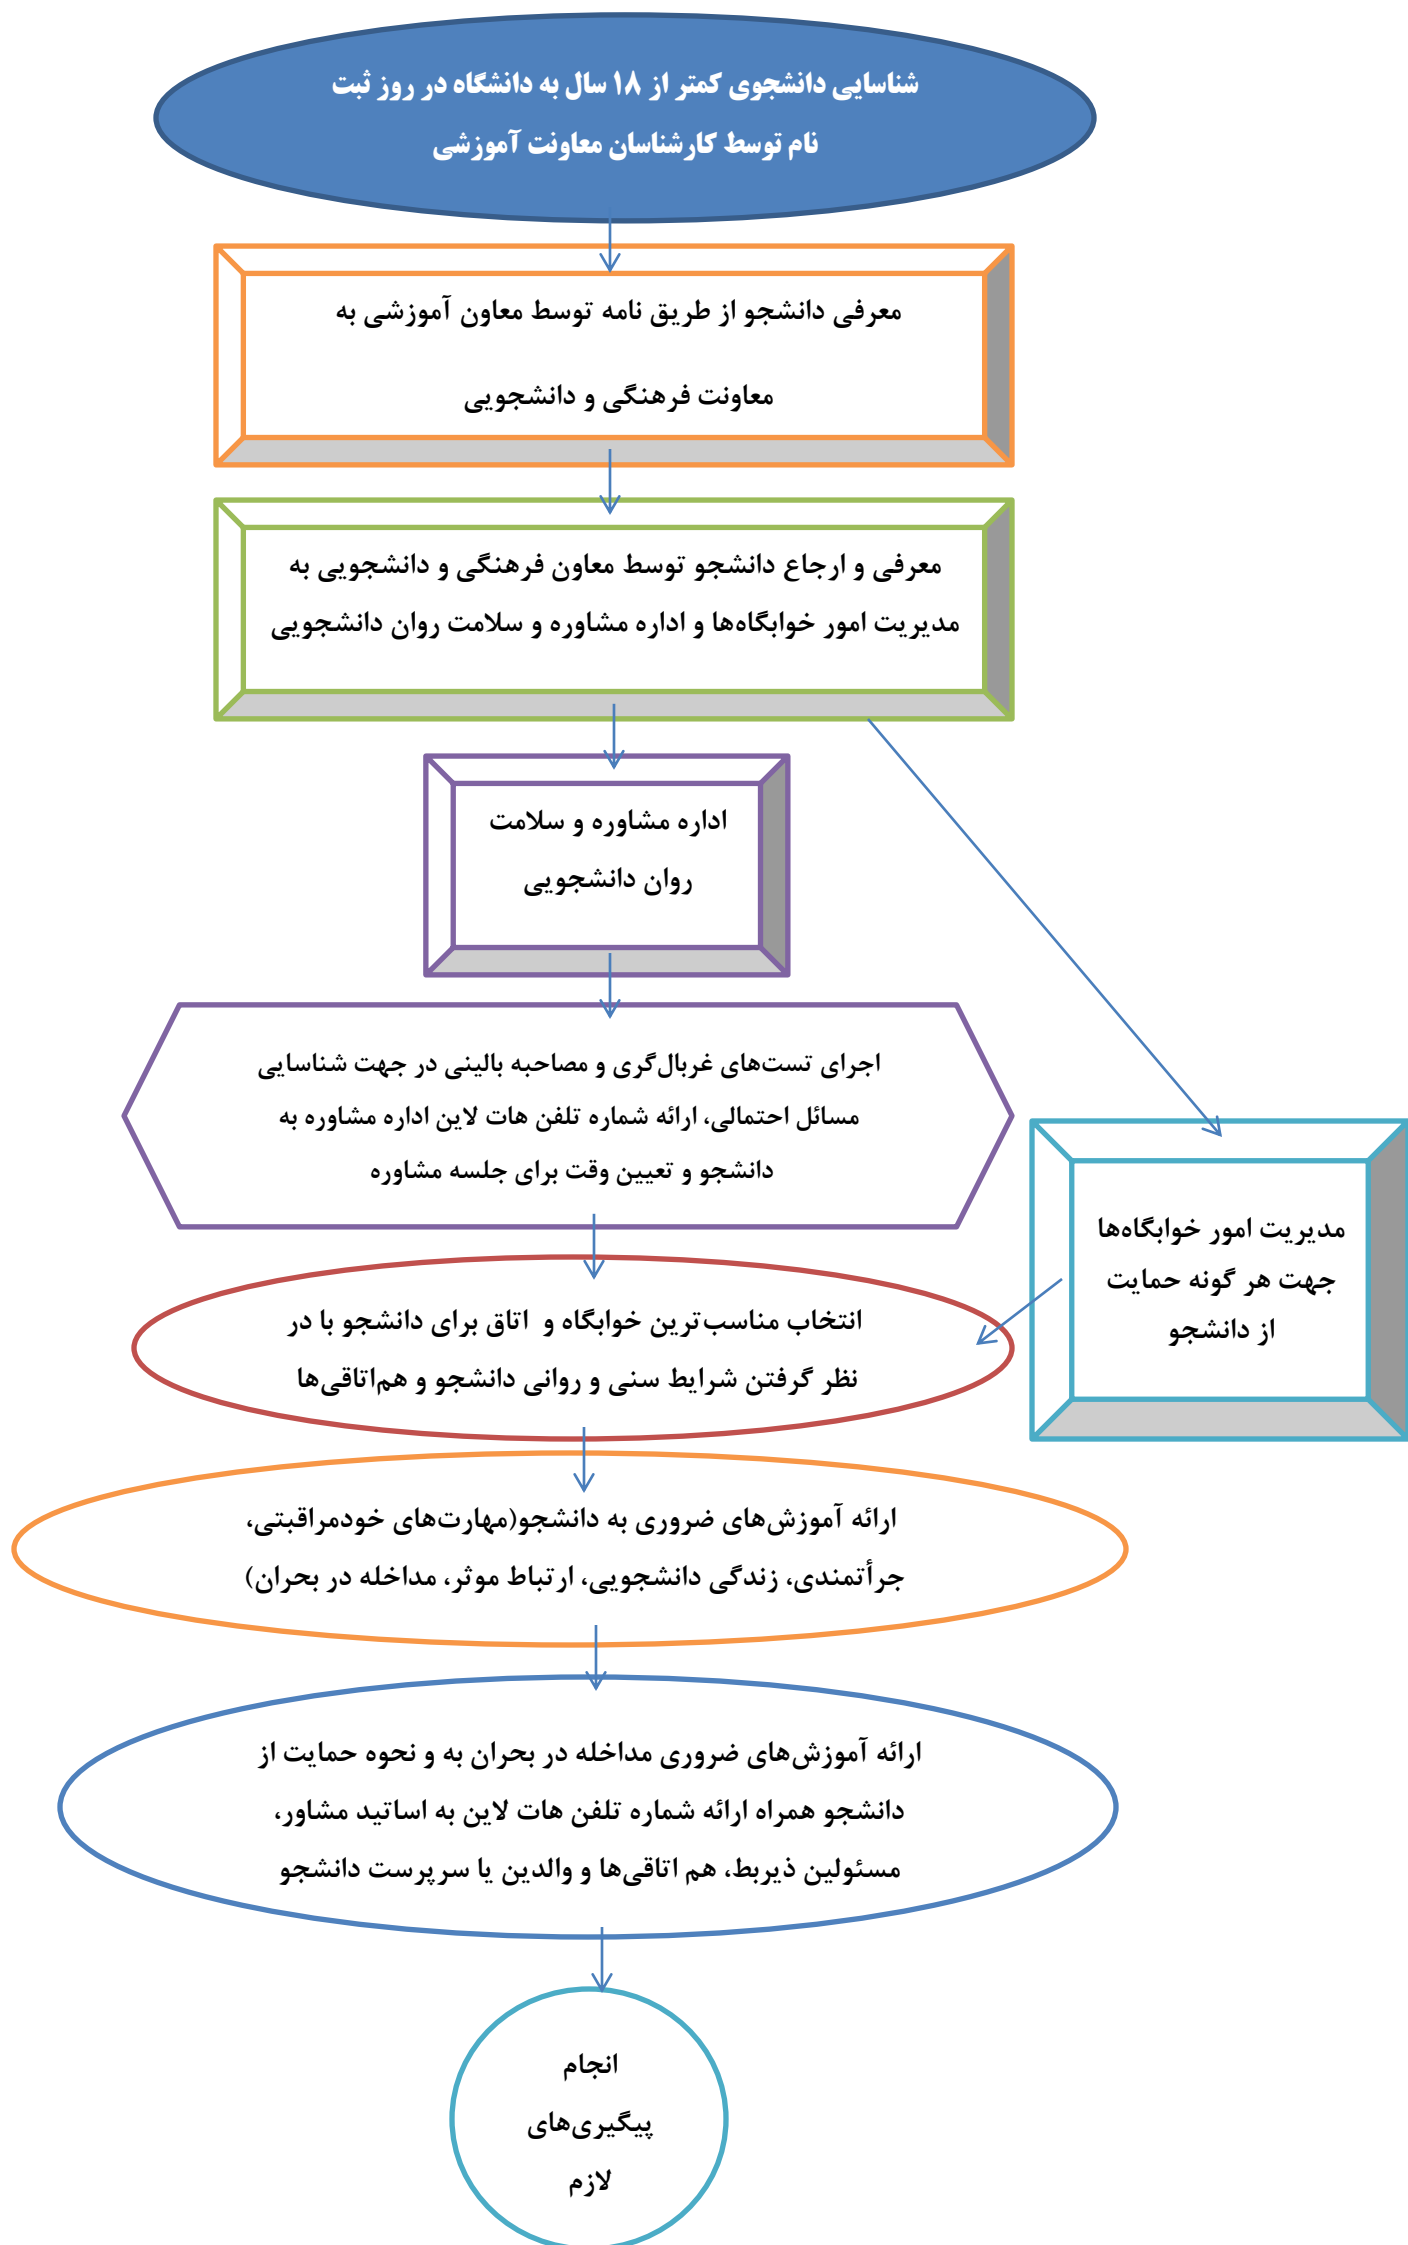 شناسایی دانشجوی کمتر از ۱۸ سال به دانشگاه در روز ثبت
نام توسط کارشناسان معاونت آموزشی
معرفی دانشجو از طریق نامه توسط معاون آموزشی به
معاونت فرهنگی و دانشجویی
معرفی و ارجاع دانشجو توسط معاون فرهنگی و دانشجویی به
مدیریت امور خوابگاه‌ها و اداره مشاوره و سلامت روان دانشجویی
اداره مشاوره و سلامت
روان دانشجویی
اجرای تست‌های غربال‌گری و مصاحبه بالینی در جهت شناسایی
مسائل احتمالی، ارائه شماره تلفن هات لاین اداره مشاوره به
دانشجو و تعیین وقت برای جلسه مشاوره
مدیریت امور خوابگاه‌ها
جهت هر گونه حمایت
از دانشجو
انتخاب مناسب‌ترین خوابگاه و اتاق برای دانشجو با در
نظر گرفتن شرایط سنی و روانی دانشجو و هم‌اتاقی‌ها
ارائه آموزش‌های ضروری به دانشجو(مهارت‌های خودمراقبتی،
جرأتمندی، زندگی دانشجویی، ارتباط موثر، مداخله در بحران)
ارائه آموزش‌های ضروری مداخله در بحران به و نحوه حمایت از
دانشجو همراه ارائه شماره تلفن هات لاین به اساتید مشاور،
مسئولین ذیربط، هم اتاقی‌ها و والدین یا سرپرست دانشجو
انجام
پیگیری‌های
لازم